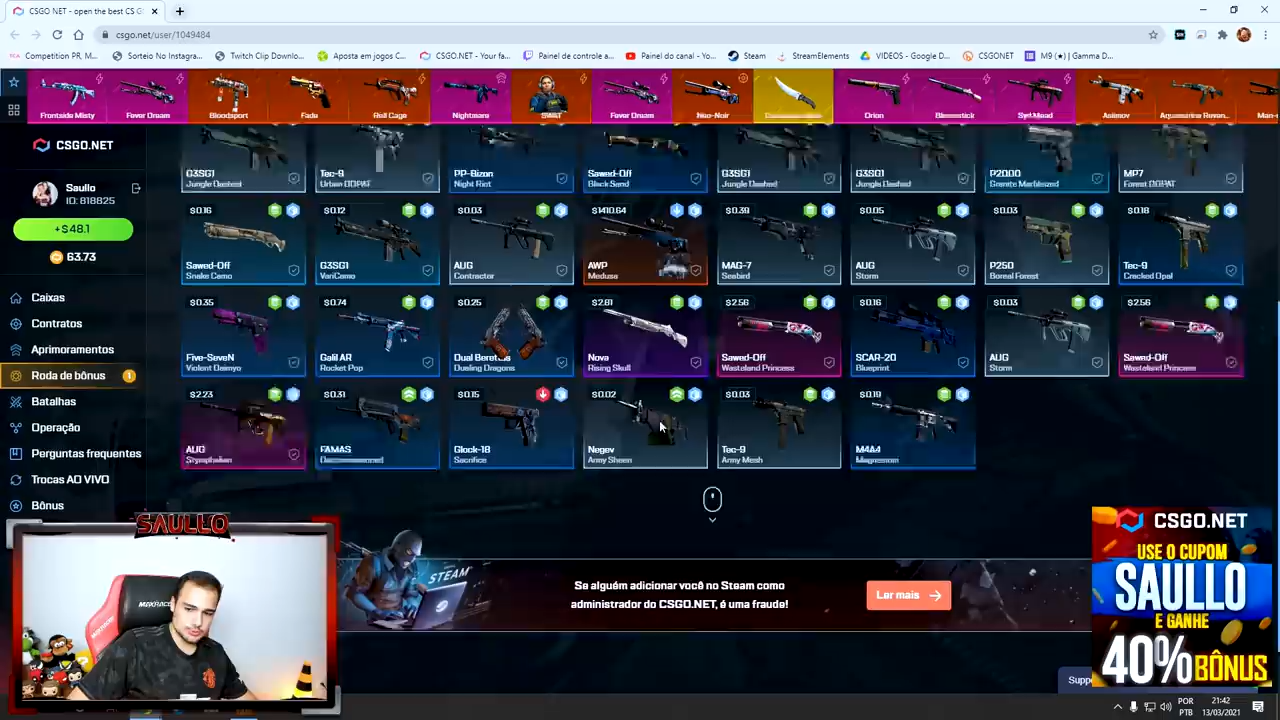 CSGO.NET - open the best CS G
csgo.net/user/1049484
Competition PR, M...
Sorteio No Instagra...
Twitch Clip Downlo...
Aposta em jogos C...
CSGO.NET - Your fa...
Painel de controle a...
Painel do canal - Yo...
Steam
StreamElements
VIDEOS - Google D...
CSGONET
M9 (★) | Gamma D...
Frontside Misty
Fever Dream
Bloodsport
Fade
Rail Cage
Nightmare
SWAT
Fever Dream
Neo-Noir
Orion
Bloomstick
Syd Mead
Asiimov
Aquamarine Reven...
CSGO.NET
Saullo
ID: 818825
+$48.1
63.73
Caixas
Contratos
Aprimoramentos
Roda de bônus 1
Batalhas
Operação
Perguntas frequentes
Trocas AO VIVO
Bônus
G3SG1
Jungle Dashed
Tec-9
Urban DDPAT
PP-Bizon
Night Riot
Sawed-Off
Black Sand
G3SG1
Jungle Dashed
G3SG1
Jungle Dashed
P2000
Granite Marbleized
MP7
Forest DDPAT
$0.16
Sawed-Off
Snake Camo
$0.12
G3SG1
VariCamo
$0.03
AUG
Contractor
$1410.64
AWP
Medusa
$0.39
MAG-7
Seabird
$0.05
AUG
Storm
$0.03
P250
Boreal Forest
$0.18
Tec-9
Cracked Opal
$0.35
Five-SeveN
Violent Daimyo
$0.74
Galil AR
Rocket Pop
$0.25
Dual Berettas
Dueling Dragons
$2.81
Nova
Rising Skull
$2.56
Sawed-Off
Wasteland Princess
$0.16
SCAR-20
Blueprint
$0.03
AUG
Storm
$2.56
Sawed-Off
Wasteland Princess
$2.23
AUG
Stymphalian
$0.31
FAMAS
$0.15
Glock-18
Sacrifice
$0.02
Negev
Army Sheen
$0.03
Tec-9
Army Mesh
$0.19
M4A4
Magnesium
Se alguém adicionar você no Steam como
administrador do CSGO.NET, é uma fraude!
Ler mais
STEAM
SAULLO
MAXRACER
CSGO.NET
USE O CUPOM
SAULLO
E GANHE
40% BÔNUS
Suppo
POR
PTB
21:42
13/03/2021